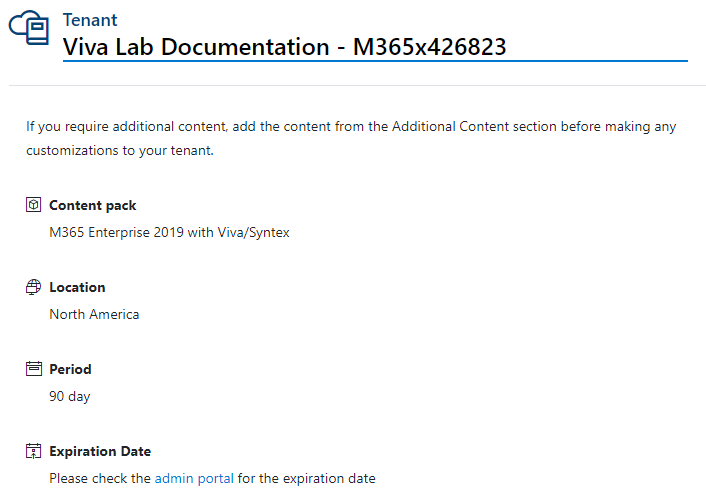 Tenant
Viva Lab Documentation - M365x426823
If you require additional content, add the content from the Additional Content section before making any
customizations to your tenant.
Content pack
M365 Enterprise 2019 with Viva/Syntex
Location
North America
Period
90 day
Expiration Date
Please check the admin portal for the expiration date